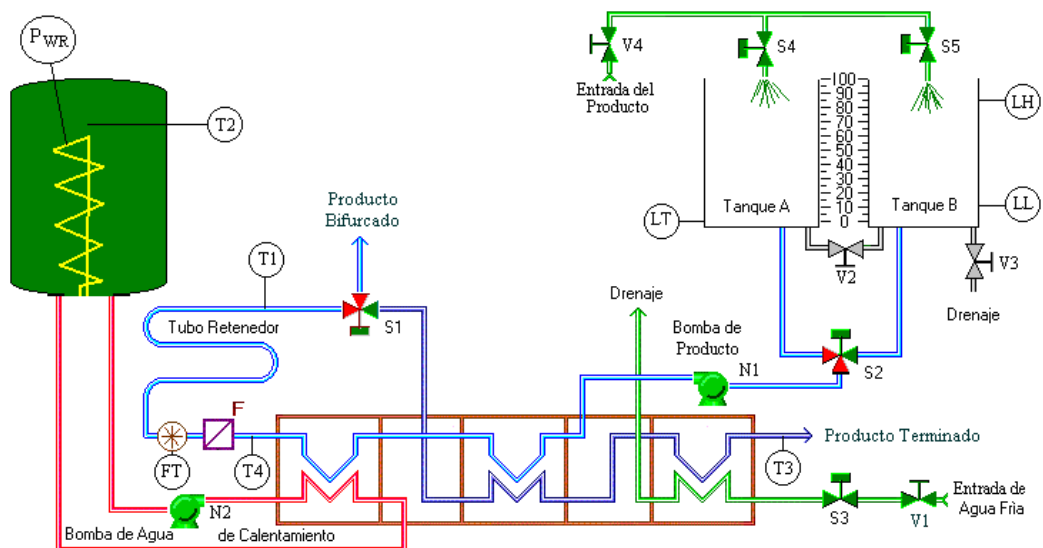 PWR
T2
V4
S4
S5
Entrada del
Producto
100
90
80
70
60
50
40
30
20
10
0
LH
LL
LT
Tanque A
Tanque B
V2
V3
Drenaje
Producto
Bifurcado
T1
S1
Tubo Retenedor
Drenaje
Bomba de
Producto
N1
S2
F
FT
T4
T3
Producto Terminado
N2
Bomba de Agua
de Calentamiento
S3
V1
Entrada de
Agua Frìa